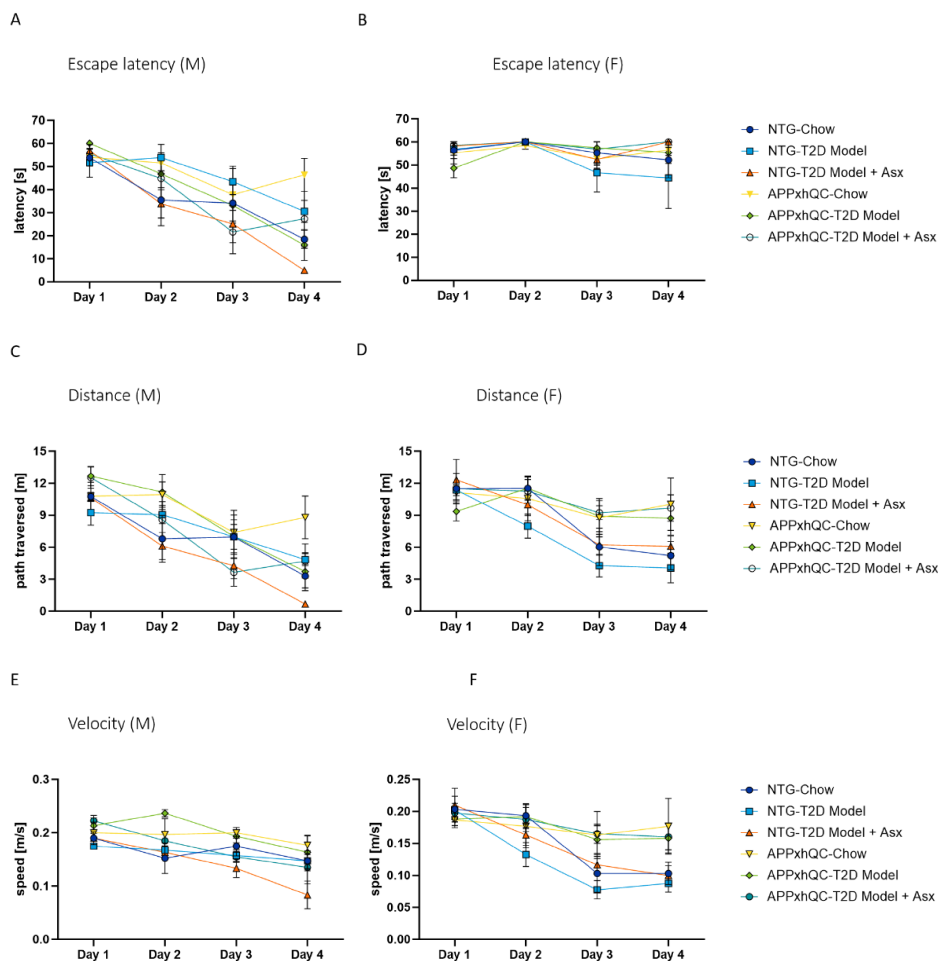 A
B
Escape latency (M)
Escape latency (F)
70
60
50
40
30
20
10
0
latency [s]
Day 1 Day 2 Day 3 Day 4
70
60
50
40
30
20
10
0
latency [s]
Day 1 Day 2 Day 3 Day 4
NTG-Chow
NTG-T2D Model
NTG-T2D Model + Asx
APPxhQC-Chow
APPxhQC-T2D Model
APPxhQC-T2D Model + Asx
C
D
Distance (M)
Distance (F)
15
12
9
6
3
0
path traversed [m]
Day 1 Day 2 Day 3 Day 4
15
12
9
6
3
0
path traversed [m]
Day 1 Day 2 Day 3 Day 4
NTG-Chow
NTG-T2D Model
NTG-T2D Model + Asx
APPxhQC-Chow
APPxhQC-T2D Model
APPxhQC-T2D Model + Asx
E
F
Velocity (M)
Velocity (F)
0.3
0.2
0.1
0.0
speed [m/s]
Day 1 Day 2 Day 3 Day 4
0.25
0.20
0.15
0.10
0.05
0.00
speed [m/s]
Day 1 Day 2 Day 3 Day 4
NTG-Chow
NTG-T2D Model
NTG-T2D Model + Asx
APPxhQC-Chow
APPxhQC-T2D Model
APPxhQC-T2D Model + Asx